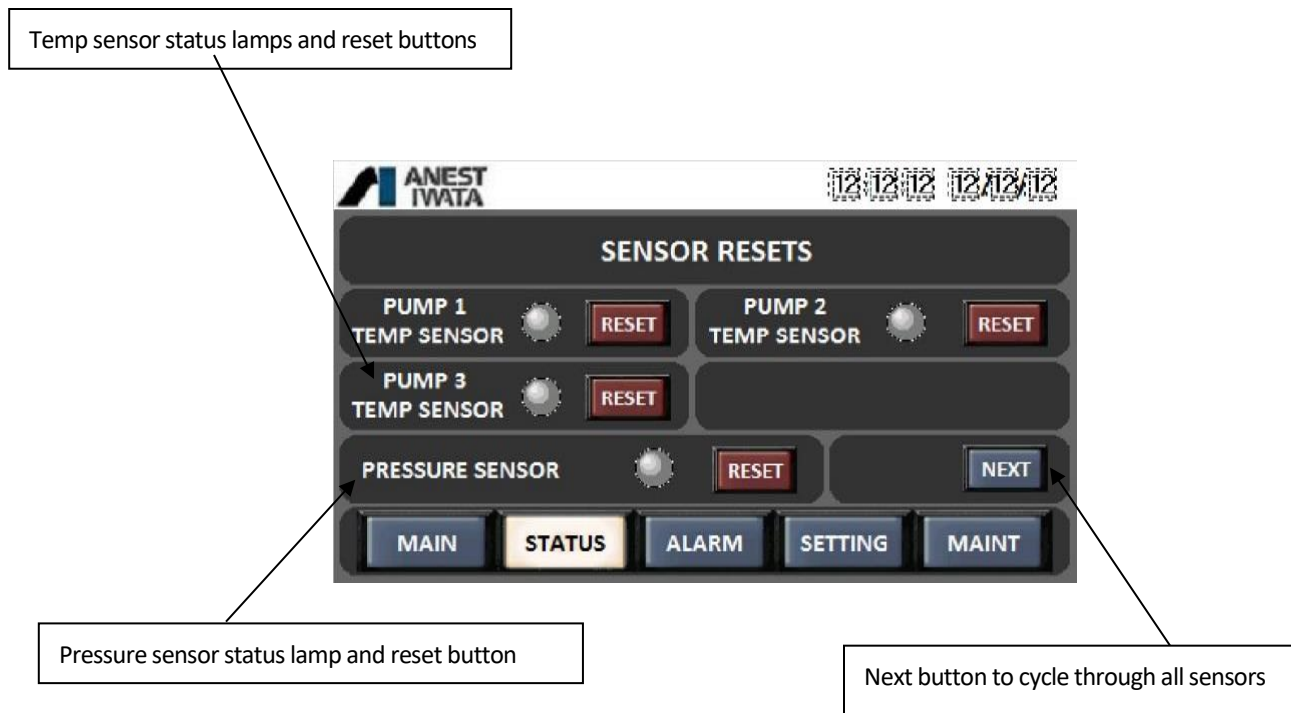 Temp sensor status lamps and reset buttons
ANEST
IWATA
12:12:12 12/12/12
SENSOR RESETS
PUMP 1
TEMP SENSOR
RESET
PUMP 2
TEMP SENSOR
RESET
PUMP 3
TEMP SENSOR
RESET
PRESSURE SENSOR
RESET
NEXT
MAIN
STATUS
ALARM
SETTING
MAINT
Pressure sensor status lamp and reset button
Next button to cycle through all sensors